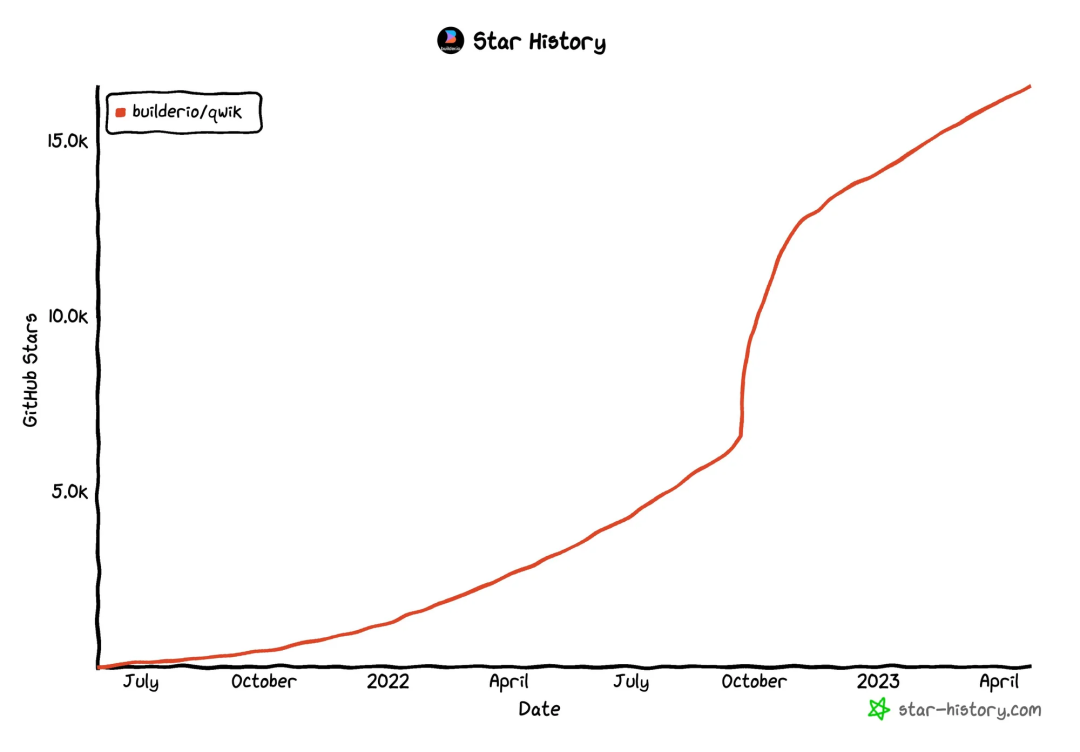 Star History
builderio/qwik
15.0k
10.0k
5.0k
GitHub Stars
July October 2022 April July October 2023 April
Date
star-history.com